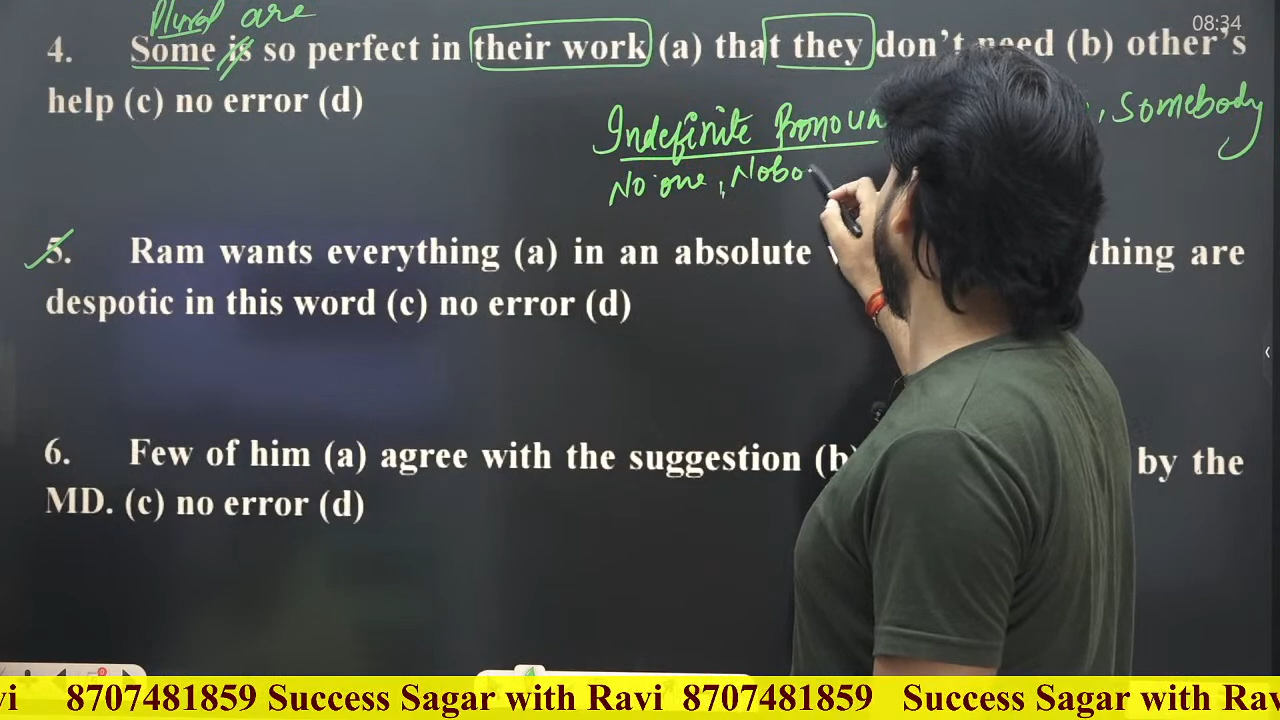 08:34
Plural are
4. Some is so perfect in their work (a) that they don't need (b) other's
help (c) no error (d)
Indefinite Pronoun , Somebody
No one, Nobo
5. Ram wants everything (a) in an absolute thing are
despotic in this word (c) no error (d)
6. Few of him (a) agree with the suggestion (b) by the
MD. (c) no error (d)
vi 8707481859 Success Sagar with Ravi 8707481859 Success Sagar with Rav